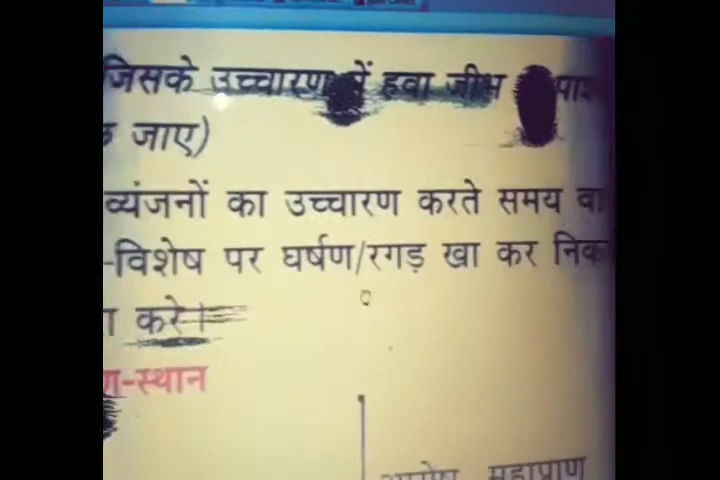 जिसके उच्चारण में हवा जीभ
जाए)
व्यंजनों का उच्चारण करते समय
-विशेष पर घर्षण/रगड़ खा कर
करे।
-स्थान
महाप्राण